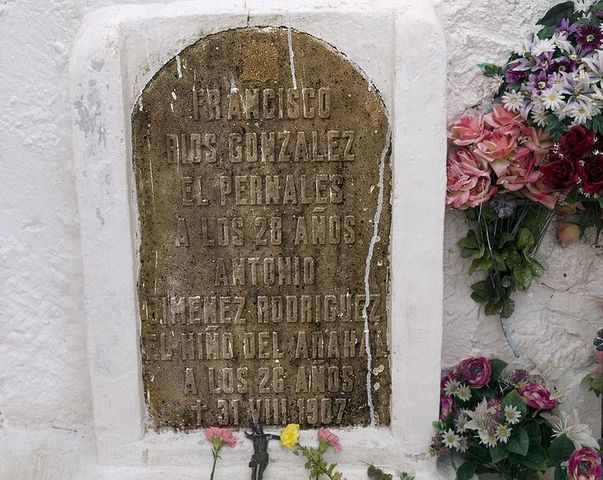 FRANCISCO
RIOS GONZALEZ
EL PERNALES
A LOS 28 AÑOS
ANTONIO
JIMENEZ RODRIGUEZ
EL NIÑO DEL ARAHAL
A LOS 26 AÑOS
† 31 VIII 1907